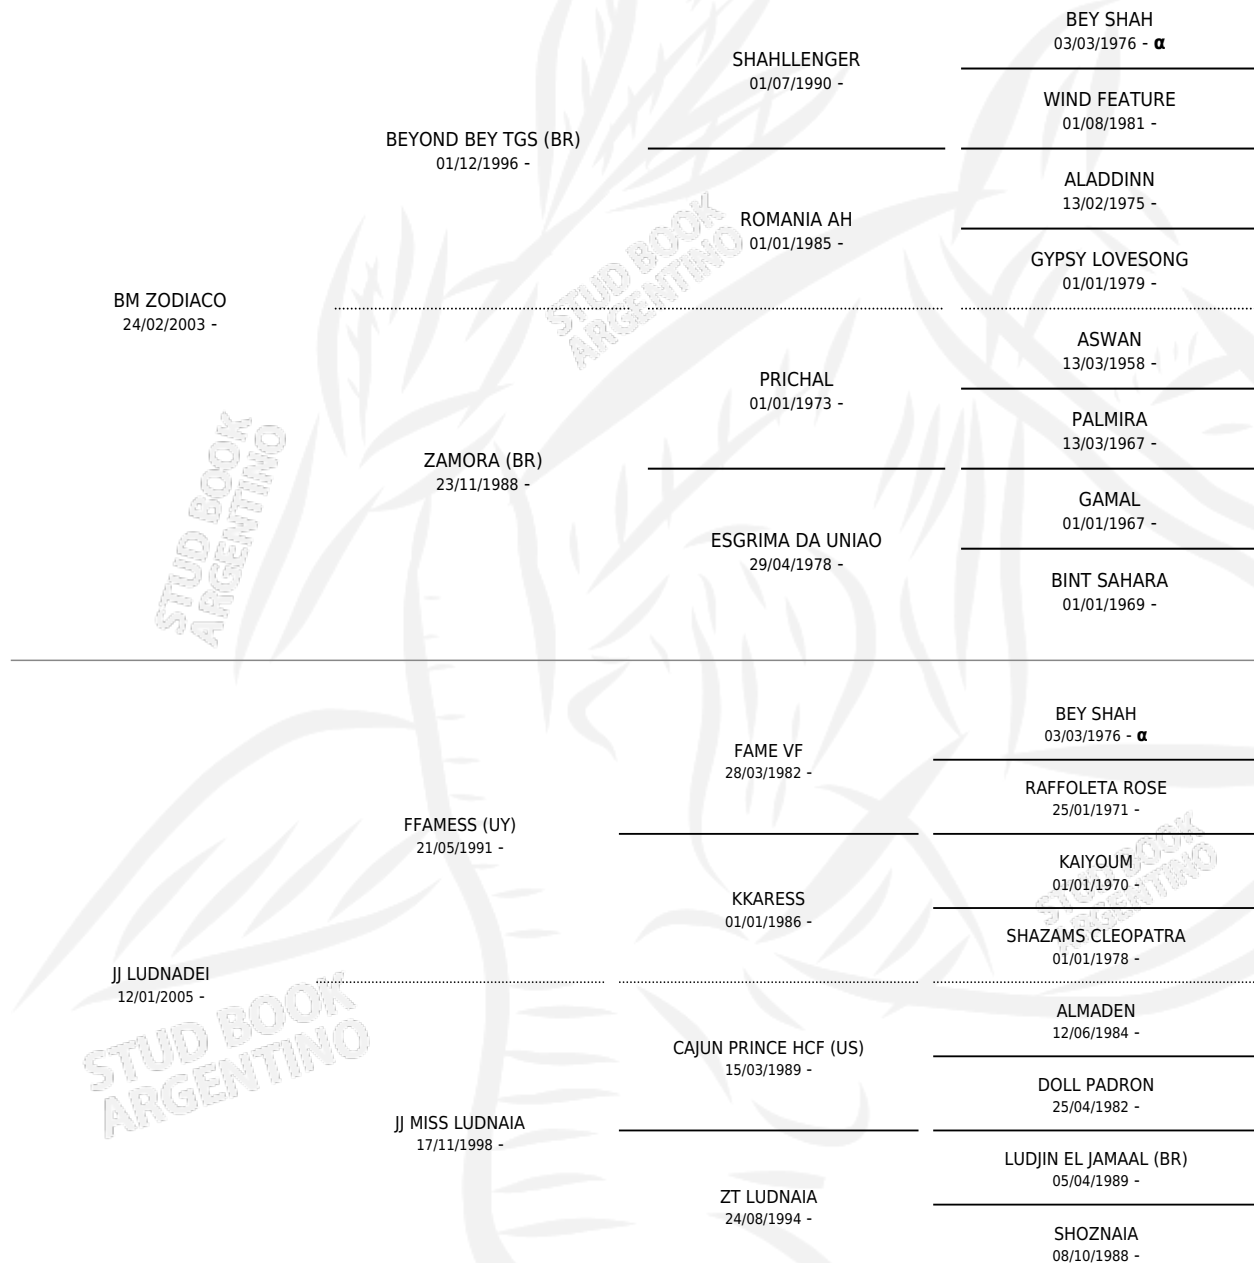 BEY SHAH
03/03/1976 - α
SHAHLLENGER
01/07/1990 -
WIND FEATURE
01/08/1981 -
BEYOND BEY TGS (BR)
01/12/1996 -
ALADDINN
13/02/1975 -
ROMANIA AH
01/01/1985 -
GYPSY LOVESONG
01/01/1979 -
BM ZODIACO
24/02/2003 -
ASWAN
13/03/1958 -
PRICHAL
01/01/1973 -
PALMIRA
13/03/1967 -
ZAMORA (BR)
23/11/1988 -
GAMAL
01/01/1967 -
ESGRIMA DA UNIAO
29/04/1978 -
BINT SAHARA
01/01/1969 -
STUD BOOK
ARGENTINO
STUD BOOK
ARGENTINO
BEY SHAH
03/03/1976 - α
FAME VF
28/03/1982 -
RAFFOLETA ROSE
25/01/1971 -
FFAMESS (UY)
21/05/1991 -
KAIYOUM
01/01/1970 -
KKARESS
01/01/1986 -
SHAZAMS CLEOPATRA
01/01/1978 -
JJ LUDNADEI
12/01/2005 -
ALMADEN
12/06/1984 -
CAJUN PRINCE HCF (US)
15/03/1989 -
DOLL PADRON
25/04/1982 -
JJ MISS LUDNAIA
17/11/1998 -
LUDJIN EL JAMAAL (BR)
05/04/1989 -
ZT LUDNAIA
24/08/1994 -
SHOZNAIA
08/10/1988 -
STUD BOOK
ARGENTINO
STUD BOOK
ARGENTINO